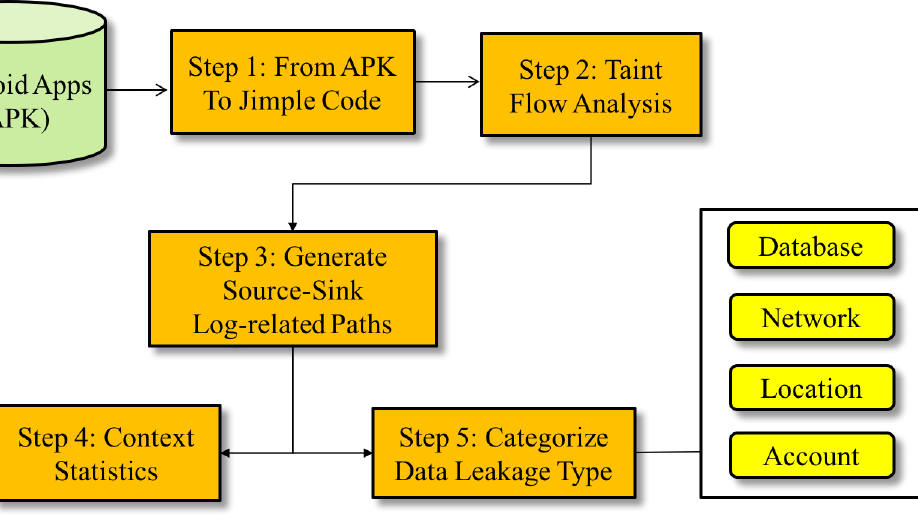 oid Apps
APK)
Step 1: From APK
To Jimple Code
Step 2: Taint
Flow Analysis
Step 3: Generate
Source-Sink
Log-related Paths
Step 4: Context
Statistics
Step 5: Categorize
Data Leakage Type
Database
Network
Location
Account